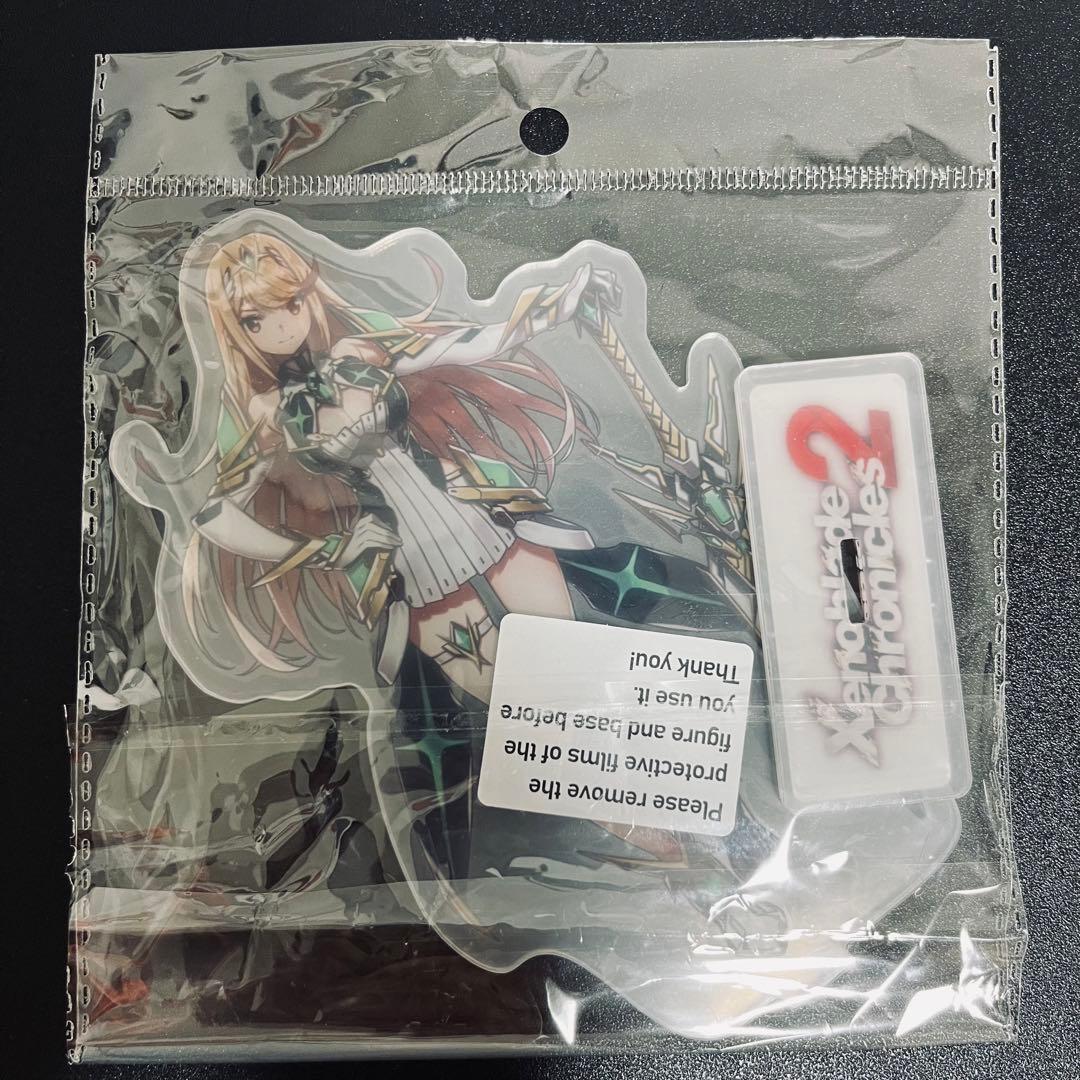 Xenoblade
Chronicles 2
Please remove the
protective films of the
figure and base before
you use it.
Thank you!